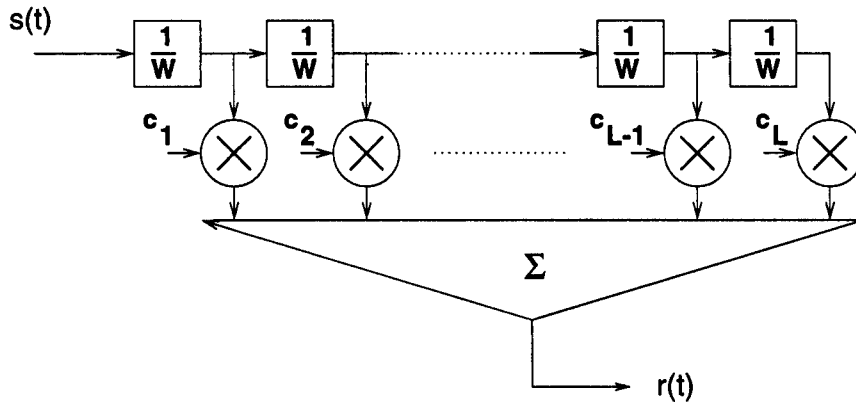 s(t)
1/W 1/W 1/W 1/W
c_1 c_2 c_{L-1} c_L
Σ
r(t)